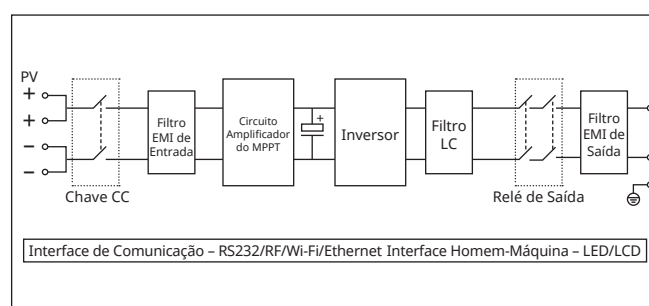 PV
+
+
−
−
Chave CC
Filtro
EMI de
Entrada
Circuito
Amplificador
do MPPT
+
Inversor
Filtro
LC
Relé de Saída
Filtro
EMI de
Saída
Interface de Comunicação – RS232/RF/Wi-Fi/Ethernet Interface Homem-Máquina – LED/LCD